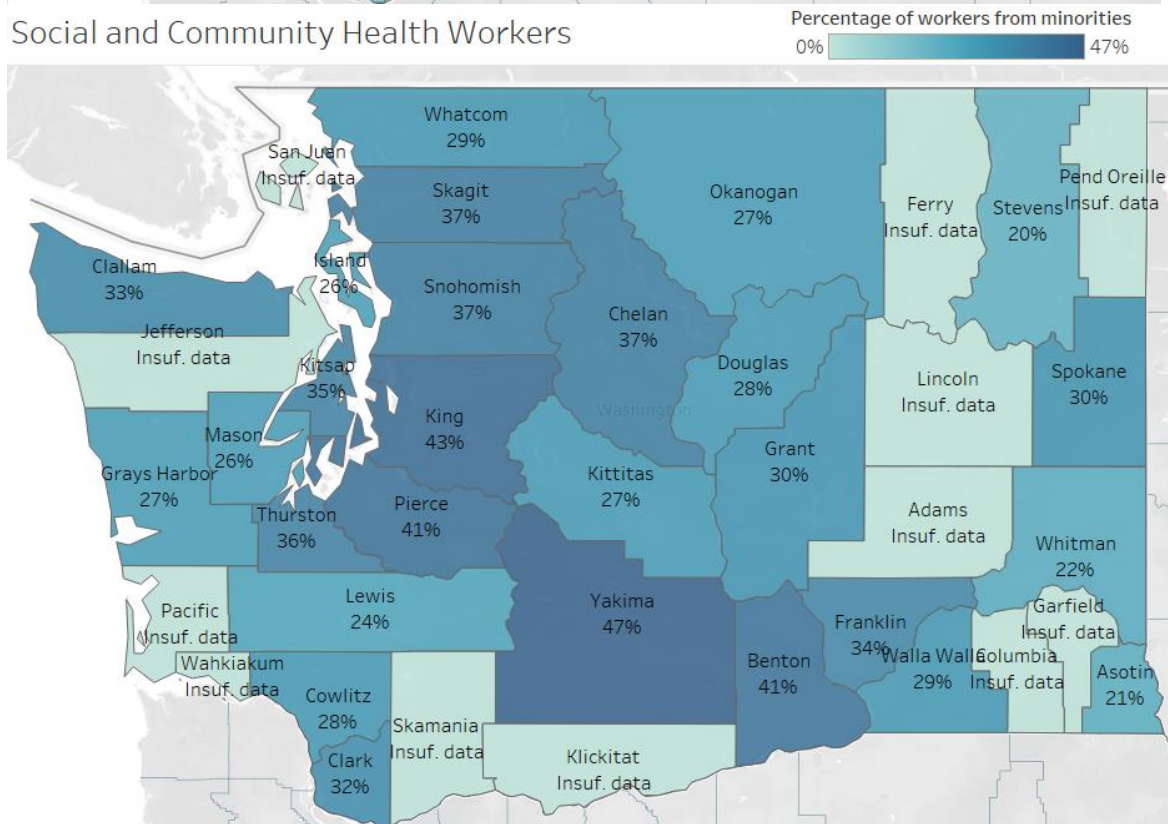 Social and Community Health Workers
Percentage of workers from minorities
0%
47%
Whatcom
29%
San Juan
Insuf. data
Skagit
37%
Okanogan
27%
Ferry
Insuf. data
Stevens
20%
Pend Oreille
Insuf. data
Clallam
33%
Island
26%
Snohomish
37%
Chelan
37%
Jefferson
Insuf. data
Kitsap
35%
Douglas
28%
Lincoln
Insuf. data
Spokane
30%
Washington
King
43%
Mason
26%
Grays Harbor
27%
Kittitas
27%
Grant
30%
Thurston
36%
Pierce
41%
Adams
Insuf. data
Whitman
22%
Pacific
Insuf. data
Lewis
24%
Yakima
47%
Garfield
Insuf. data
Franklin
34%
Wahkiakum
Insuf. data
Benton
41%
Walla Walla
29%
Columbia
Insuf. data
Asotin
21%
Cowlitz
28%
Skamania
Insuf. data
Klickitat
Insuf. data
Clark
32%